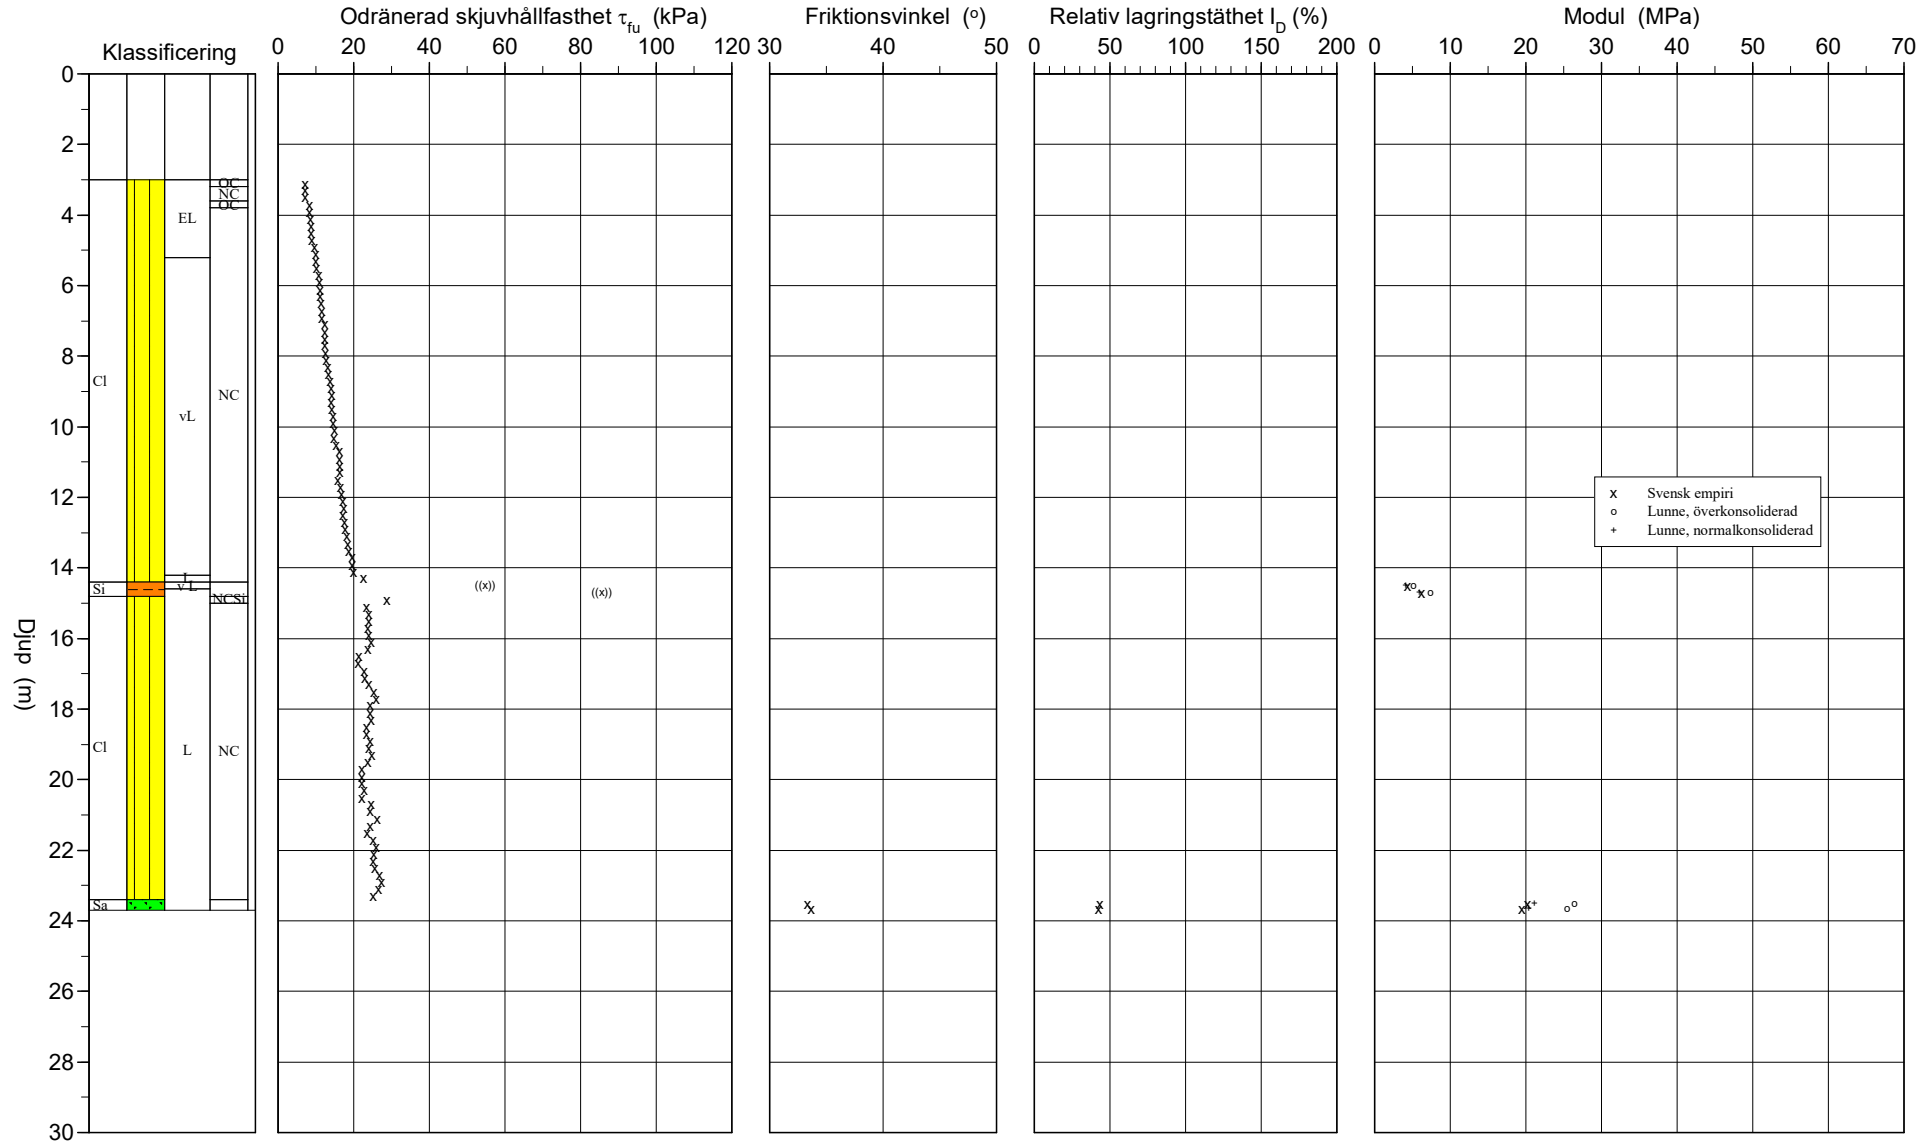 Klassificering
Odränerad skjuvhållfasthet τfu (kPa)
Friktionsvinkel (o)
Relativ lagringstäthet ID (%)
Modul (MPa)
0 20 40 60 80 100 120
30 40 50
0 50 100 150 200
0 10 20 30 40 50 60 70
Djup (m)
0
2
4
6
8
10
12
14
16
18
20
22
24
26
28
30
OC
NC
OC
EL
Cl
NC
vL
L
Si
vL
NCSi
Cl
L
NC
Sa
((x))
((x))
x Svensk empiri
o Lunne, överkonsoliderad
+ Lunne, normalkonsoliderad